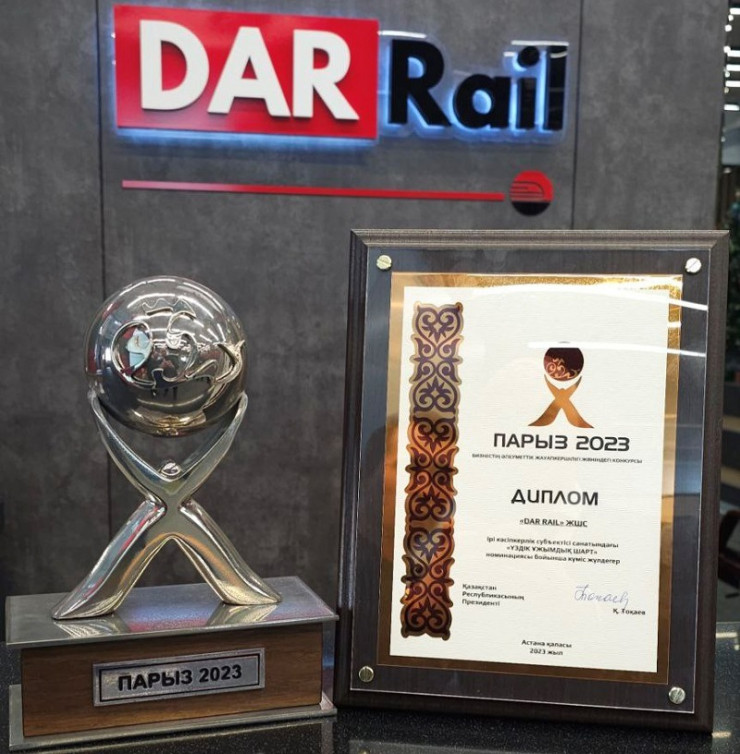 DAR Rail
ПАРЫЗ 2023
ПАРЫЗ 2023
БИЗНЕСТІҢ ӘЛЕУМЕТТІК ЖАУАПКЕРШІЛІГІ ЖӨНІНДЕГІ КОНКУРСЫ
ДИПЛОМ
«DAR RAIL» ЖШС
Ірі кәсіпкерлік субъектісі санатындағы
«ҮЗДІК ҰЖЫМДЫҚ ШАРТ»
номинациясы бойынша күміс жүлдегер
Қазақстан
Республикасының
Президенті
Қ. Тоқаев
Астана қаласы
2023 жыл